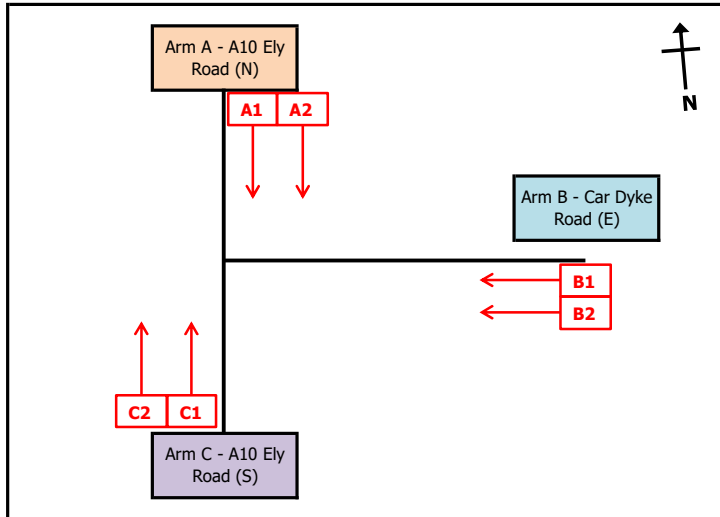 Arm A - A10 Ely
Road (N)
A1 A2
N
Arm B - Car Dyke
Road (E)
B1
B2
C2 C1
Arm C - A10 Ely
Road (S)